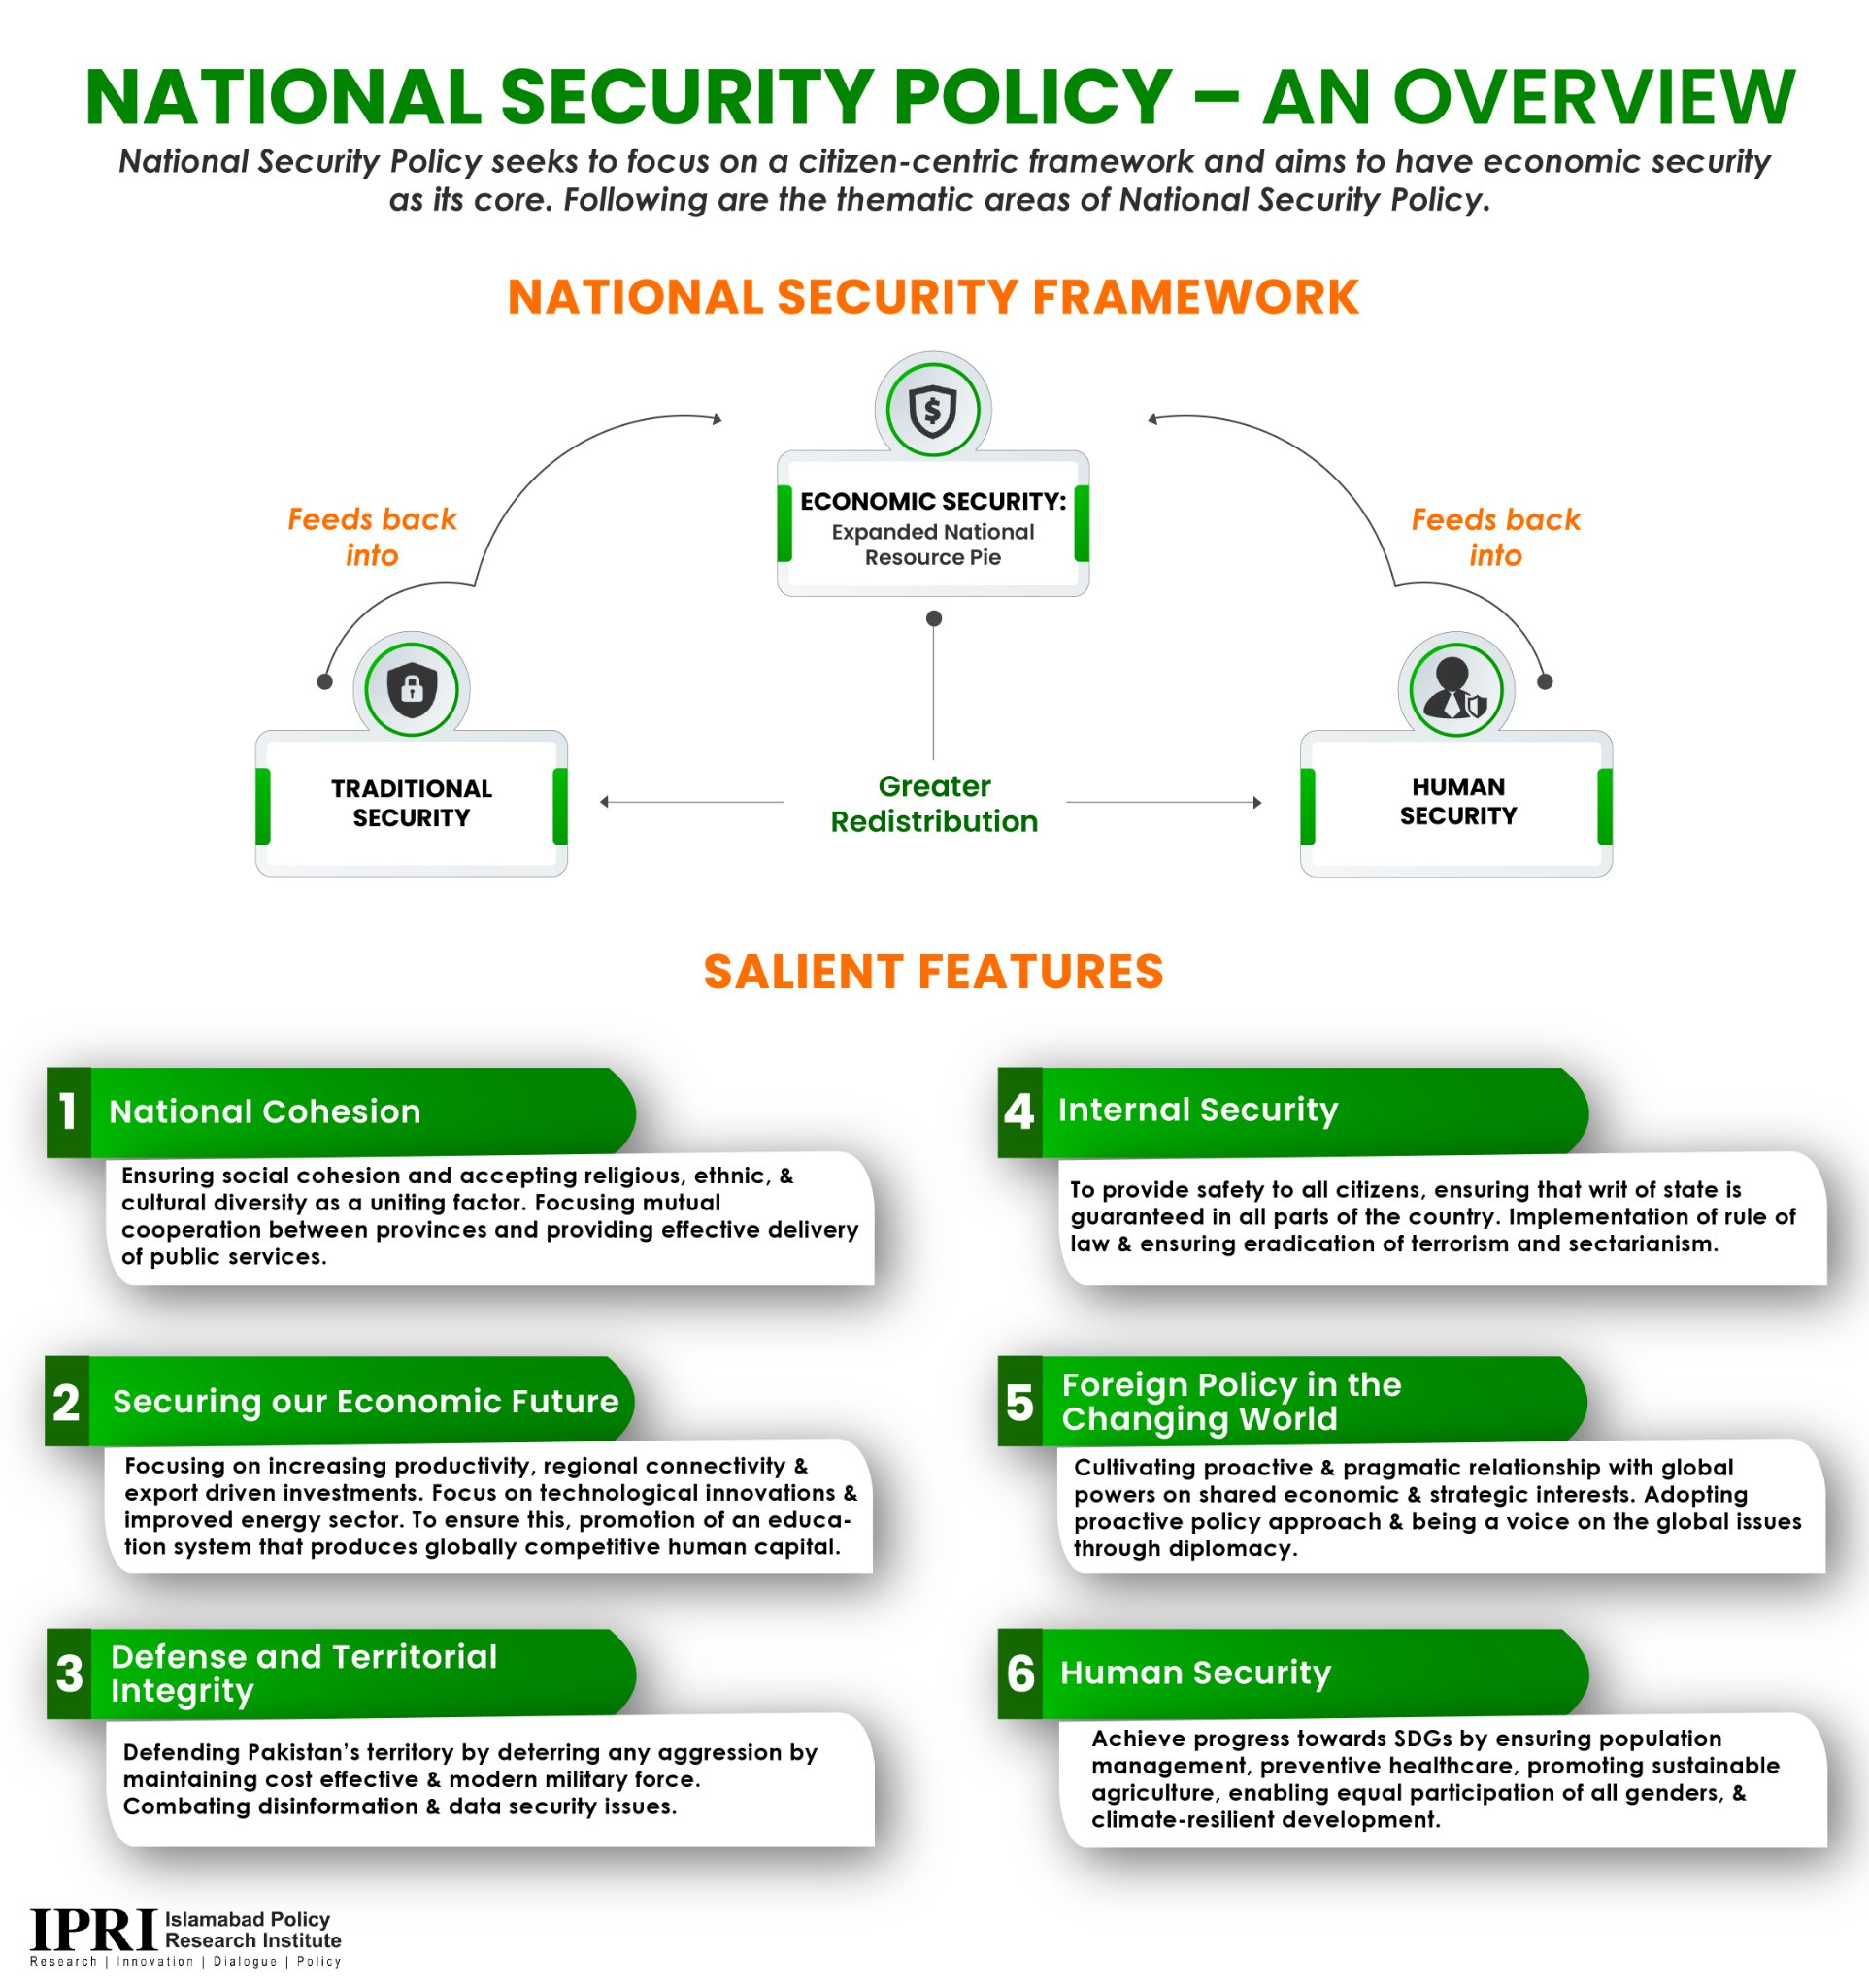 NATIONAL SECURITY POLICY – AN OVERVIEW
National Security Policy seeks to focus on a citizen-centric framework and aims to have economic security
as its core. Following are the thematic areas of National Security Policy.
NATIONAL SECURITY FRAMEWORK
$
ECONOMIC SECURITY:
Expanded National
Resource Pie
Feeds back
into
Feeds back
into
TRADITIONAL
SECURITY
Greater
Redistribution
HUMAN
SECURITY
SALIENT FEATURES
1 National Cohesion
Ensuring social cohesion and accepting religious, ethnic, &
cultural diversity as a uniting factor. Focusing mutual
cooperation between provinces and providing effective delivery
of public services.
2 Securing our Economic Future
Focusing on increasing productivity, regional connectivity &
export driven investments. Focus on technological innovations &
improved energy sector. To ensure this, promotion of an educa-
tion system that produces globally competitive human capital.
3 Defense and Territorial
Integrity
Defending Pakistan’s territory by deterring any aggression by
maintaining cost effective & modern military force.
Combating disinformation & data security issues.
4 Internal Security
To provide safety to all citizens, ensuring that writ of state is
guaranteed in all parts of the country. Implementation of rule of
law & ensuring eradication of terrorism and sectarianism.
5 Foreign Policy in the
Changing World
Cultivating proactive & pragmatic relationship with global
powers on shared economic & strategic interests. Adopting
proactive policy approach & being a voice on the global issues
through diplomacy.
6 Human Security
Achieve progress towards SDGs by ensuring population
management, preventive healthcare, promoting sustainable
agriculture, enabling equal participation of all genders, &
climate-resilient development.
IPRI Islamabad Policy
Research Institute
Research | Innovation | Dialogue | Policy